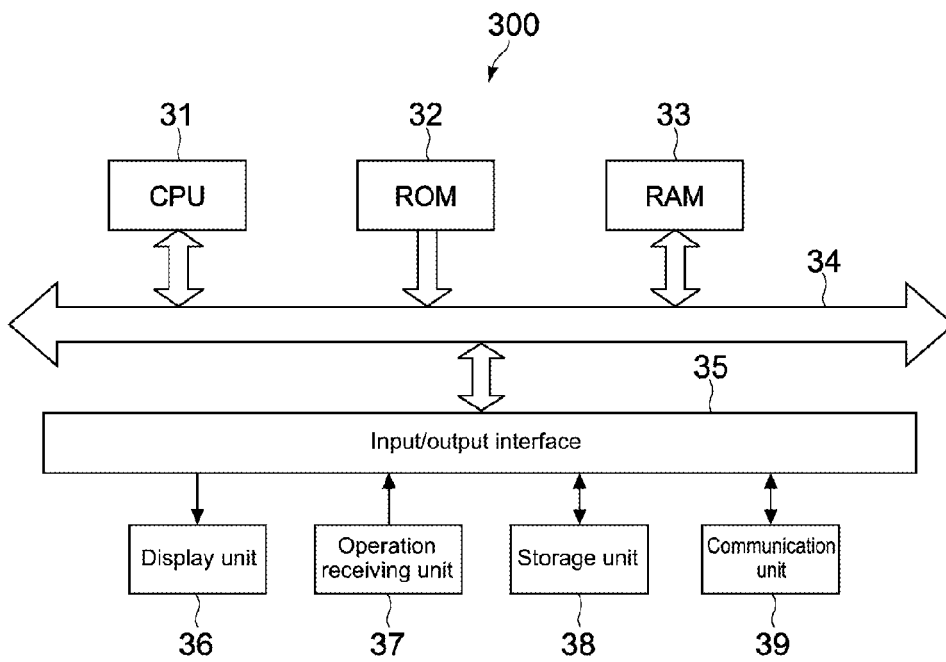 300
31
32
33
CPU
ROM
RAM
34
35
Input/output interface
Display unit
Operation
receiving unit
Storage unit
Communication
unit
36
37
38
39